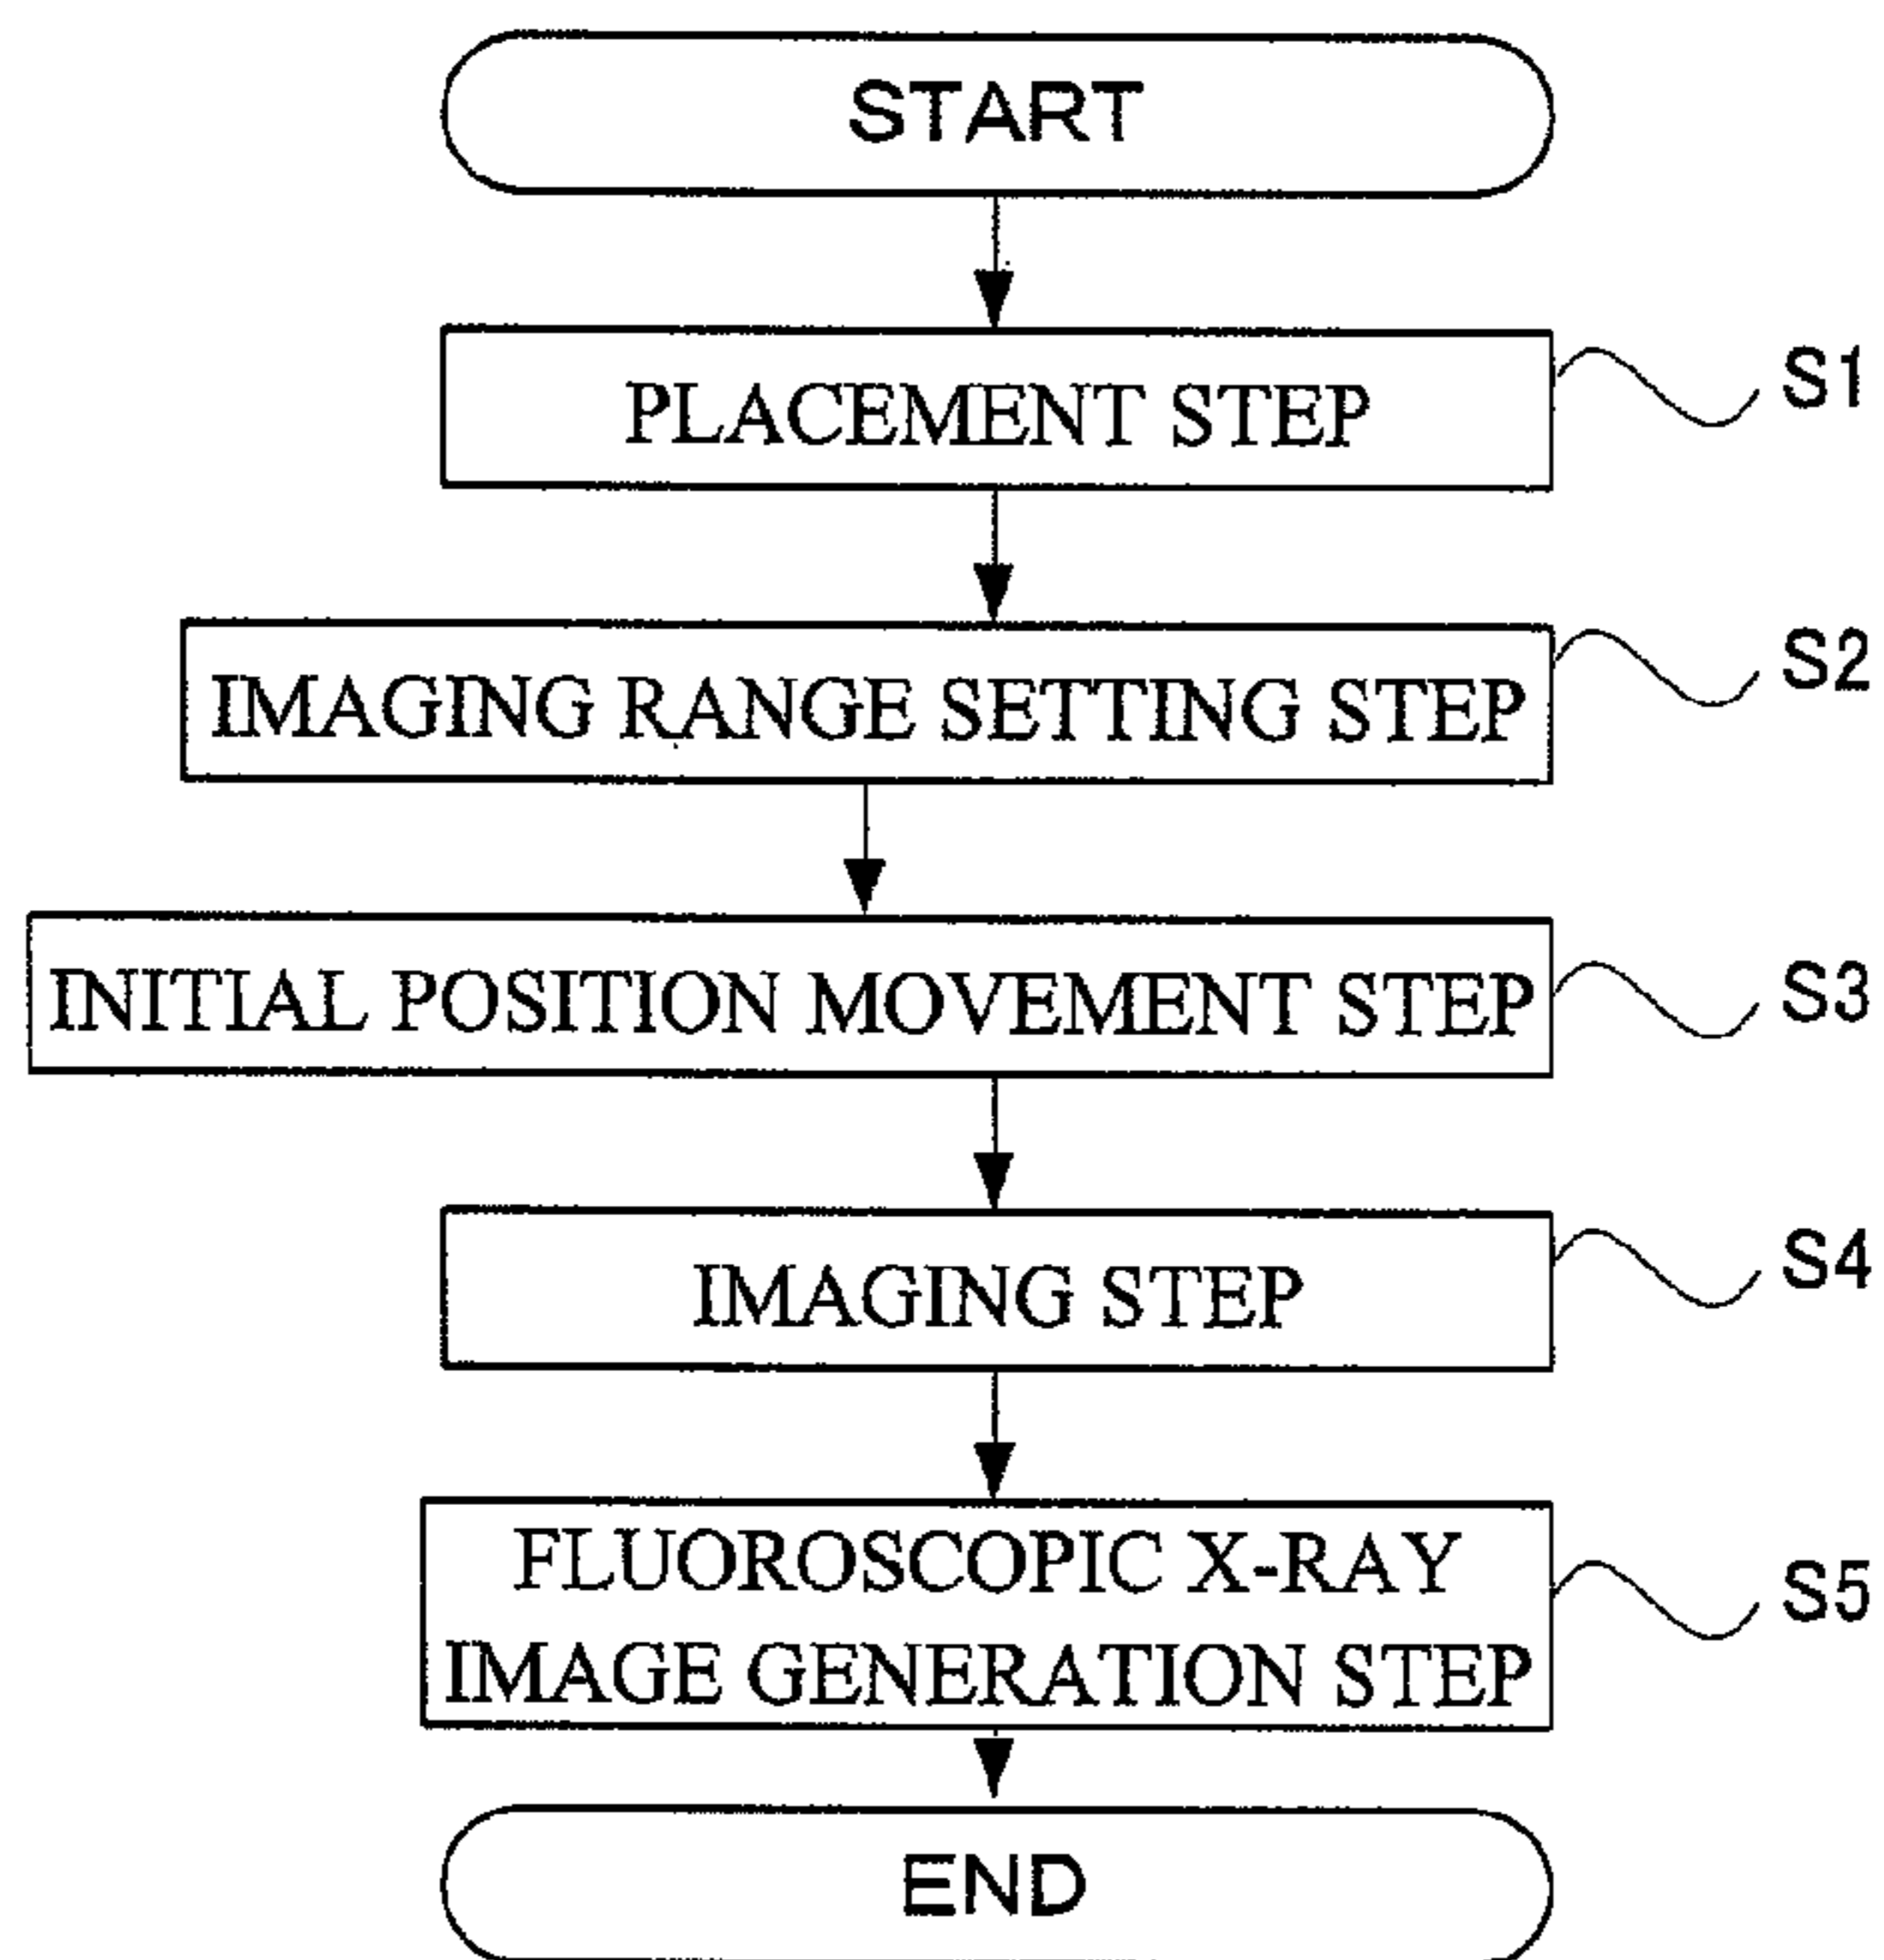 START
PLACEMENT STEP
S1
IMAGING RANGE SETTING STEP
S2
INITIAL POSITION MOVEMENT STEP
S3
IMAGING STEP
S4
FLUOROSCOPIC X-RAY
IMAGE GENERATION STEP
S5
END